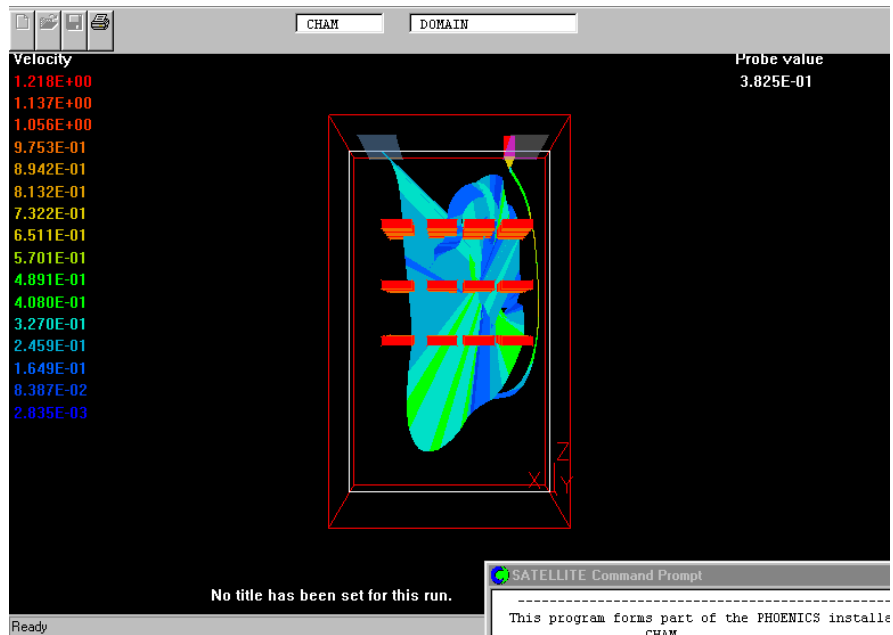 CHAM DOMAIN
Velocity Probe value
1.218E+00 3.825E-01
1.137E+00
1.056E+00
9.753E-01
8.942E-01
8.132E-01
7.322E-01
6.511E-01
5.701E-01
4.891E-01
4.080E-01
3.270E-01
2.459E-01
1.649E-01
8.387E-02
2.835E-03
Z
X Y
No title has been set for this run.
SATELLITE Command Prompt
This program forms part of the PHOENICS installa
CHAM
Ready